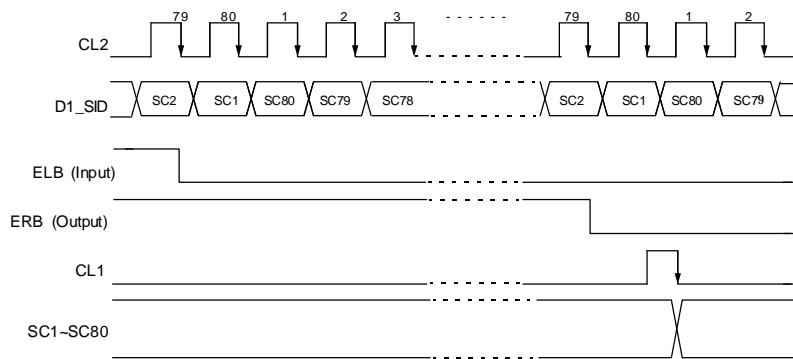 79 80 1 2 3 79 80 1 2
CL2
D1_SID SC2 SC1 SC80 SC79 SC78 SC2 SC1 SC80 SC79
ELB (Input)
ERB (Output)
CL1
SC1~SC80